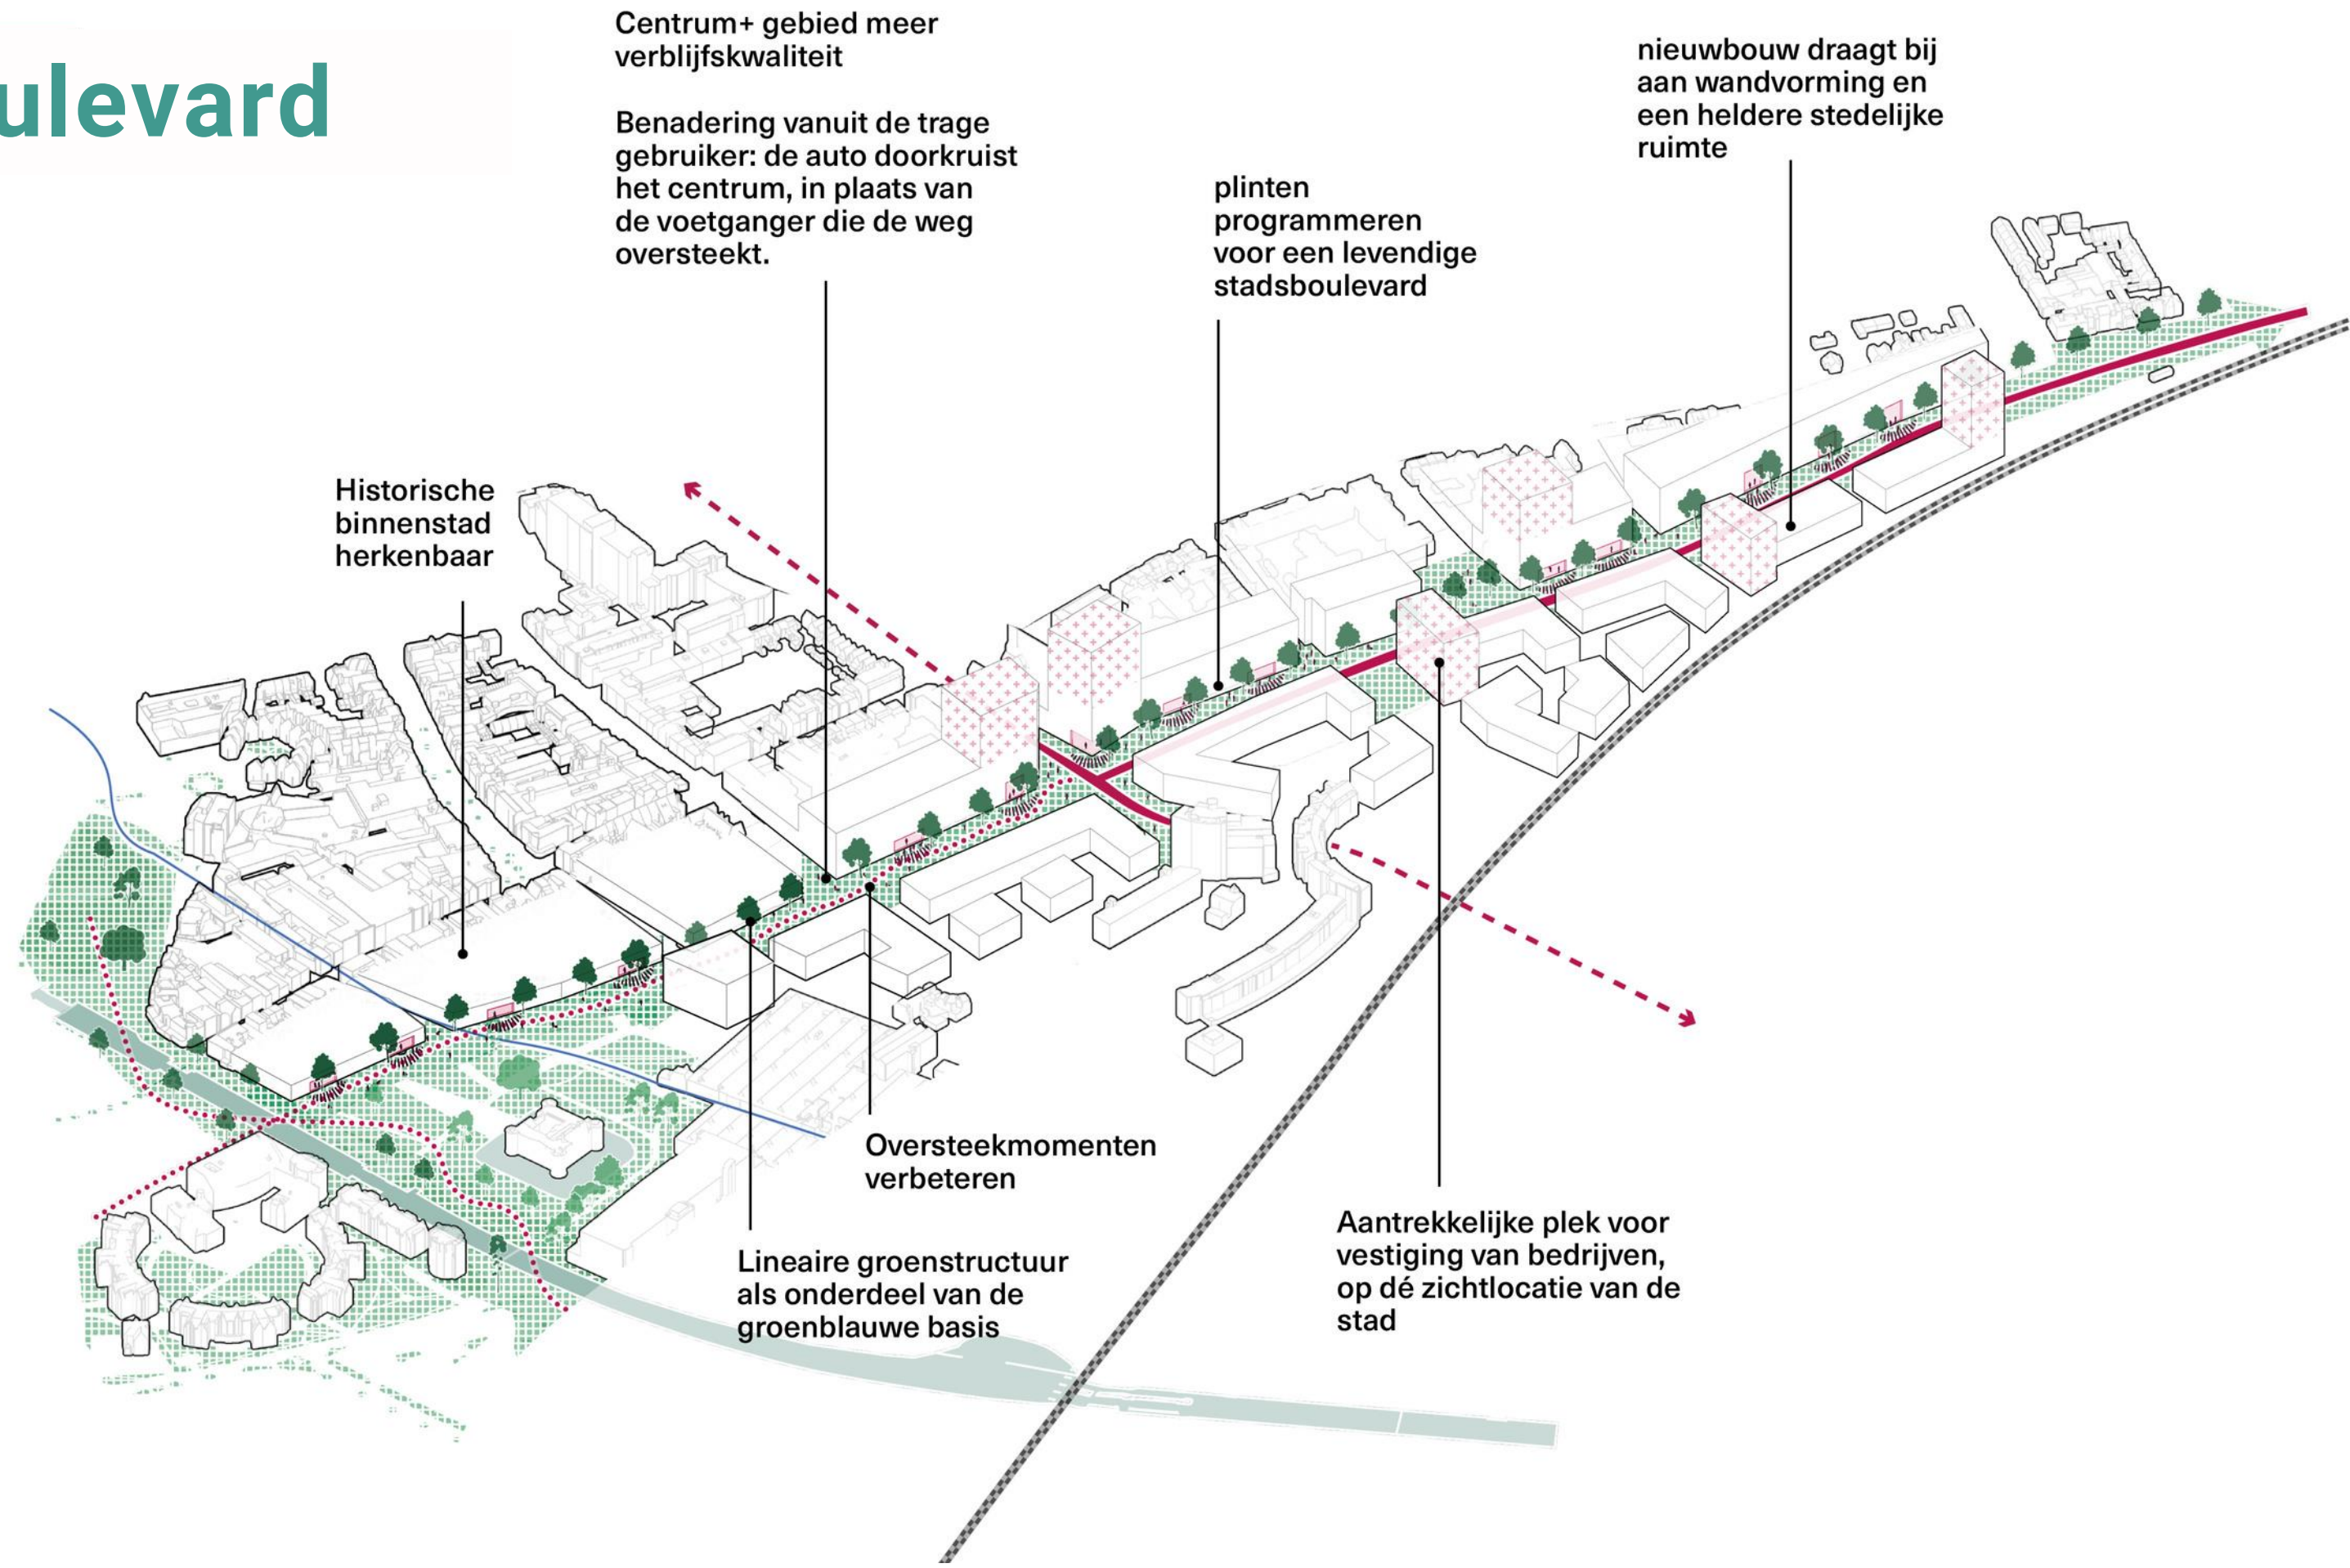 ulevard
Centrum+ gebied meer
verblijfskwaliteit
Benadering vanuit de trage
gebruiker: de auto doorkruist
het centrum, in plaats van
de voetganger die de weg
oversteekt.
nieuwbouw draagt bij
aan wandvorming en
een heldere stedelijke
ruimte
plinten
programmeren
voor een levendige
stadsboulevard
Historische
binnenstad
herkenbaar
Oversteekmomenten
verbeteren
Lineaire groenstructuur
als onderdeel van de
groenblauwe basis
Aantrekkelijke plek voor
vestiging van bedrijven,
op dé zichtlocatie van de
stad